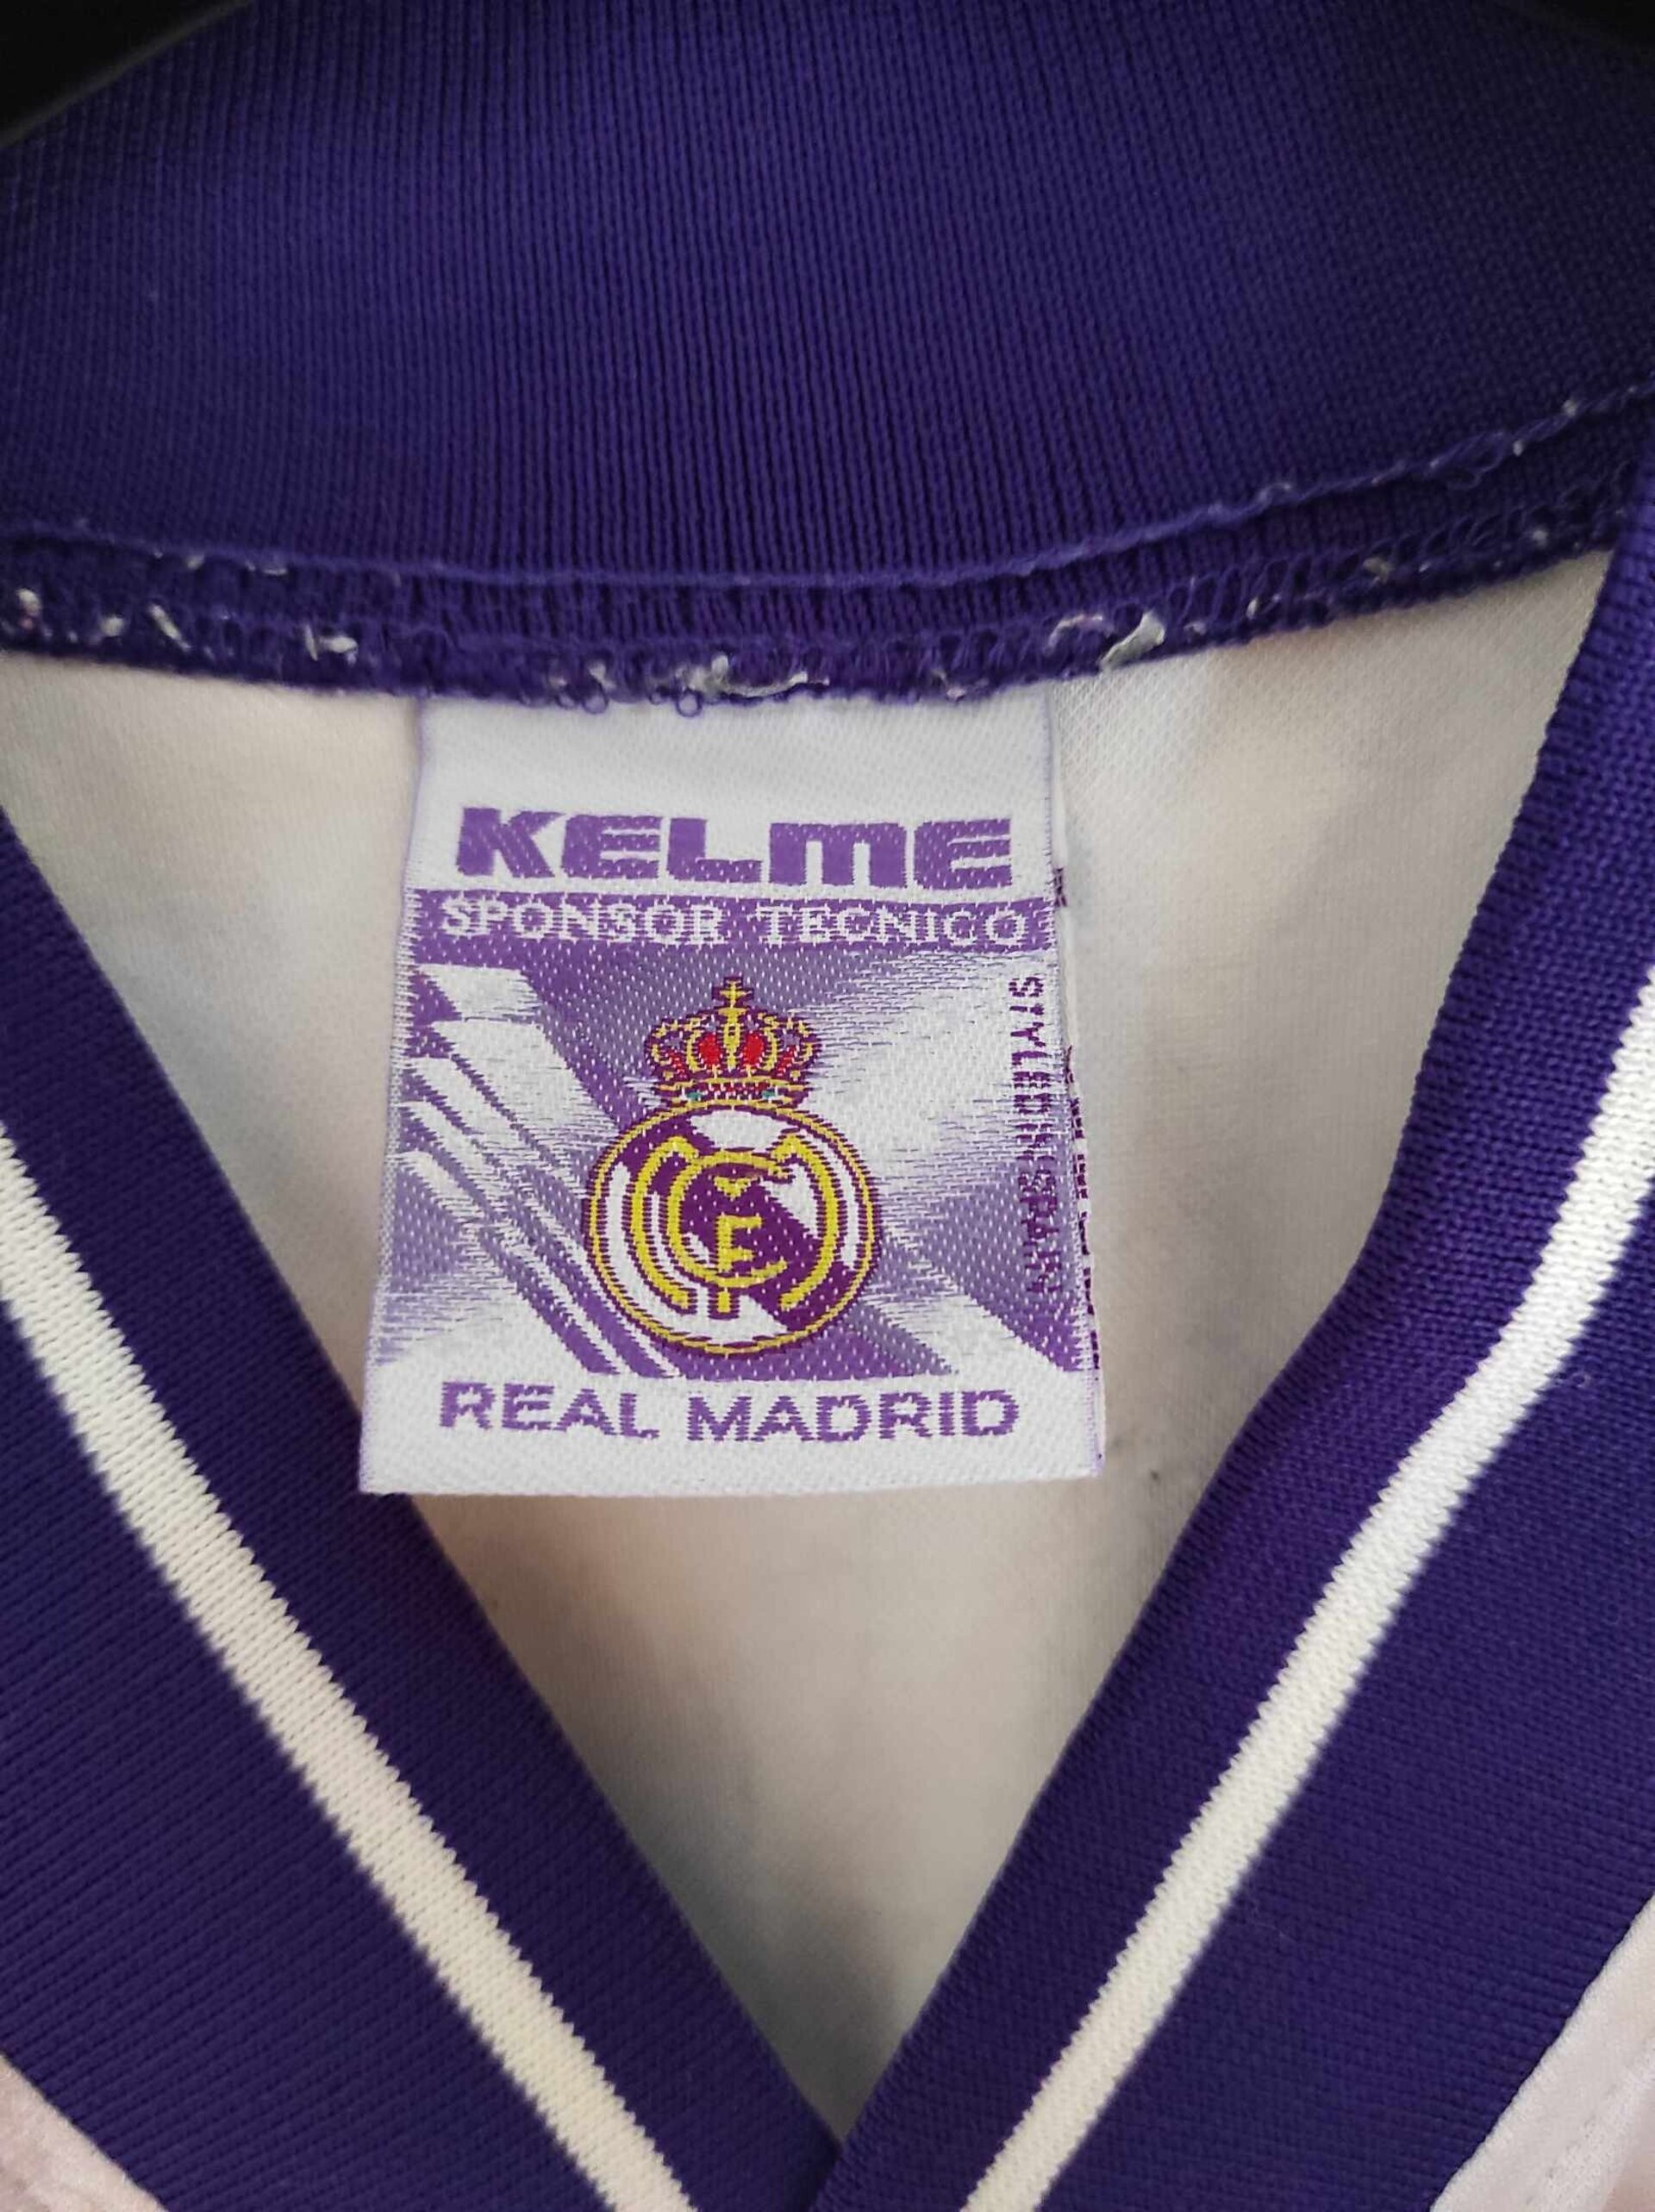 KELME
SPONSOR TECNICO
STYLED IN SPAIN
REAL MADRID